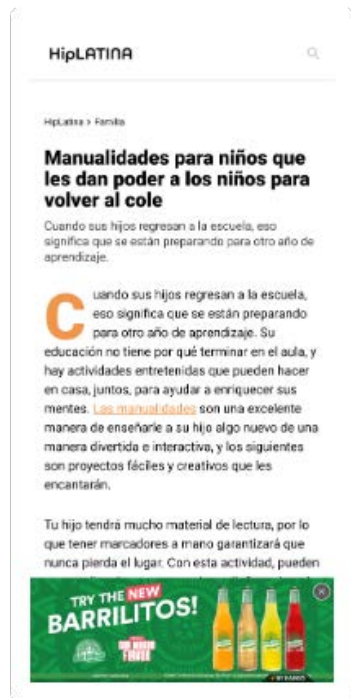 HipLATINA
HipLatina > Familia
Manualidades para niños que
les dan poder a los niños para
volver al cole
Cuando sus hijos regresan a la escuela, eso
significa que se están preparando para otro año de
aprendizaje.
Cuando sus hijos regresan a la escuela,
eso significa que se están preparando
para otro año de aprendizaje. Su
educación no tiene por qué terminar en el aula, y
hay actividades entretenidas que pueden hacer
en casa, juntos, para ayudar a enriquecer sus
mentes. Las manualidades son una excelente
manera de enseñarle a su hijo algo nuevo de una
manera divertida e interactiva, y los siguientes
son proyectos fáciles y creativos que les
encantarán.
Tu hijo tendrá mucho material de lectura, por lo
que tener marcadores a mano garantizará que
nunca pierda el lugar. Con esta actividad, pueden
TRY THE NEW
BARRILITOS!